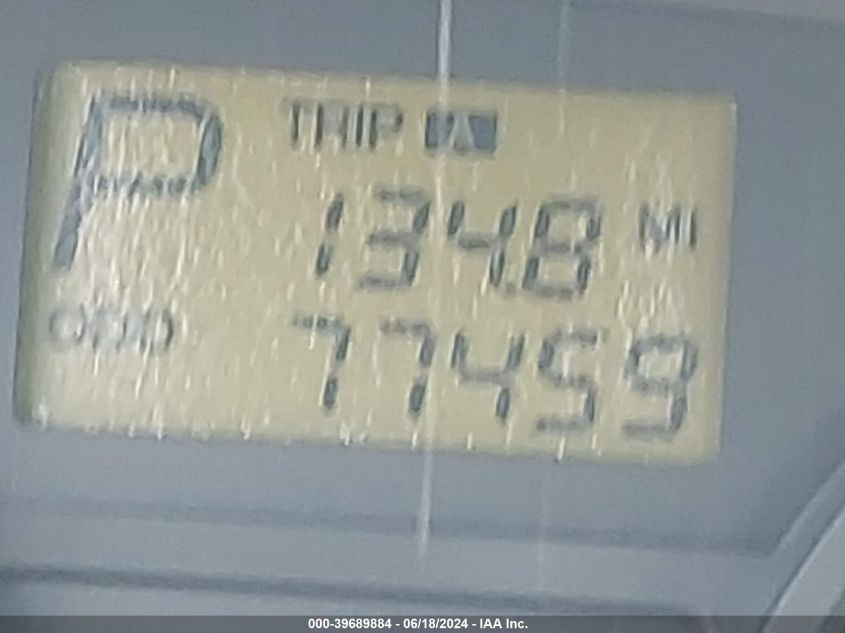 P TRIP A
134.8 MI
ODO 77459
000-39689884 - 06/18/2024 - IAA Inc.